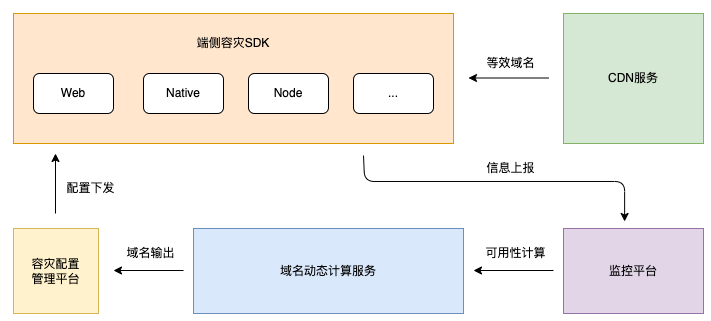 端侧容灾SDK
Web
Native
Node
...
等效域名
CDN服务
配置下发
信息上报
容灾配置
管理平台
域名输出
域名动态计算服务
可用性计算
监控平台